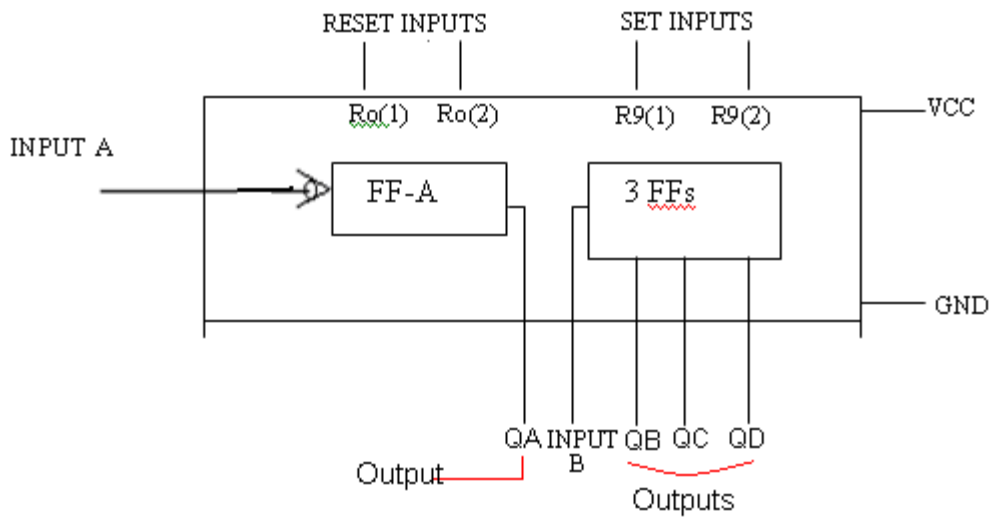 RESET INPUTS
SET INPUTS
Ro(1)
Ro(2)
R9(1)
R9(2)
VCC
INPUT A
FF-A
3 FFs
GND
QA
INPUT
B
QB
QC
QD
Output
Outputs